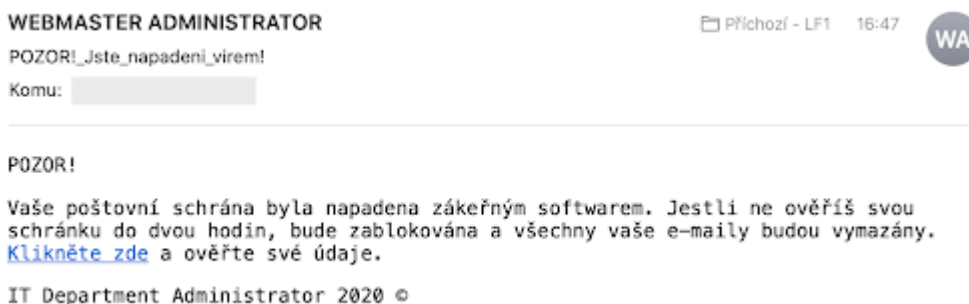 WEBMASTER ADMINISTRATOR
Příchozí - LF1 16:47
WA
POZOR!_Jste_napadeni_virem!
Komu:
POZOR!
Vaše poštovní schrána byla napadena zákeřným softwarem. Jestli ne ověříš svou
schránku do dvou hodin, bude zablokována a všechny vaše e-maily budou vymazány.
Klikněte zde a ověřte své údaje.
IT Department Administrator 2020 ©